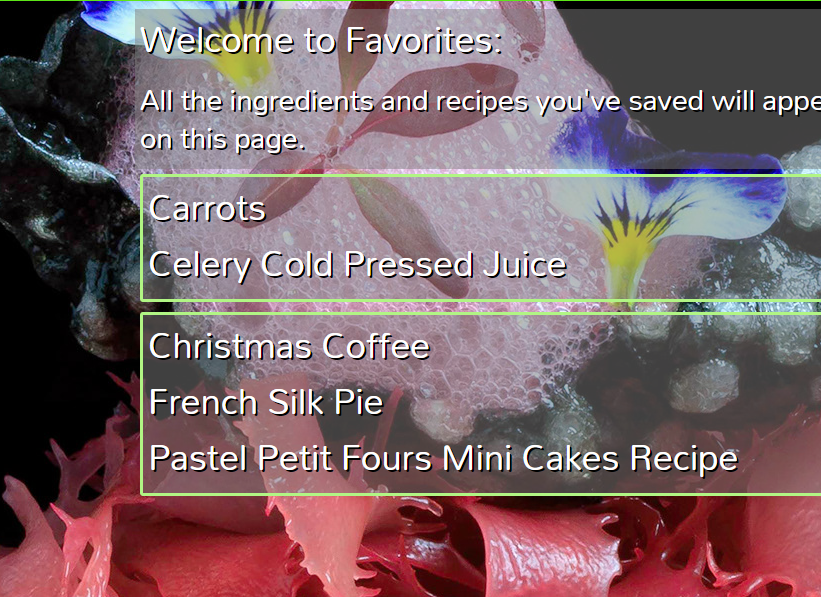 Welcome to Favorites:
All the ingredients and recipes you've saved will appe
on this page.
Carrots
Celery Cold Pressed Juice
Christmas Coffee
French Silk Pie
Pastel Petit Fours Mini Cakes Recipe